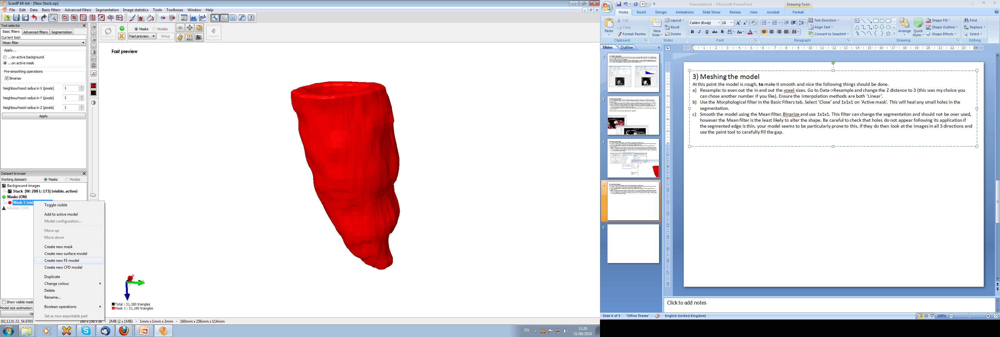 ScanIP 64-bit - [New Stack.sip]
File Edit Data Basic filters Advanced filters Segmentation Image statistics Tools Toolboxes Window Help
Tool selector
Basic filters Advanced filters Segmentation
Current tool:
Mean filter
Apply...
...on active background
...on active mask
Pre-smoothing operations
Binarise
Neighbourhood radius in X (pixels) 1
Neighbourhood radius in Y (pixels) 1
Neighbourhood radius in Z (pixels) 1
Apply
Refresh
Masks Models
Fast preview Setup
Export
Fast preview
Dataset browser
Working dataset: Masks Models
Background images
Stack [W: 288 L: 173] (visible, active)
Masks (ON)
Mask 1 (visi
Models (OFF)
Toggle visible
Add to active model
Model configuration...
Move up
Move down
Create new mask
Create new surface model
Create new FE model
Create new CFD model
Duplicate
Change colour
Delete
Rename...
Boolean operations
Set as non-exportable part
Show visible mask
Model size estimation:
Up
X
Total : 31,180 triangles
Mask 1 : 31,180 triangles
(92,12,0) 23, 54.9765
160 x 256 x 38 - 2MB (2 x 1MB) - 1mm x 1mm x 3mm - 160mm x 256mm x 114mm
EN
12:20
31/08/2010
Presentation1 - Microsoft PowerPoint
Drawing Tools
Home Insert Design Animations Slide Show Review View Acrobat Format
Paste
Cut
Copy
Format Painter
Clipboard
New Slide
Layout
Reset
Delete
Slides
Calibri (Body) 18
Font
Text Direction
Align Text
Convert to SmartArt
Paragraph
Arrange
Quick Styles
Shape Fill
Shape Outline
Shape Effects
Drawing
Find
Replace
Select
Editing
Slides Outline
1
2
3
4
5
3) Meshing the model
At this point the model is rough, to make it smooth and nice the following things should be done.
a) Resample: to even out the in and out the voxel sizes. Go to Data->Resample and change the Z distance to 3 (this was my choice you
can chose another number if you like). Ensure the interpolation methods are both ‘Linear’.
b) Use the Morphological filter in the Basic Filters tab. Select ‘Close’ and 1x1x1 on ‘Active mask’. This will heal any small holes in the
segmentation.
c) Smooth the model using the Mean filter. Binarize and use 1x1x1. This filter can change the segmentation and should not be over used,
however the Mean filter is the least likely to alter the shape. Be careful to check that holes do not appear following its application if
the segmented edge is thin, your model seems to be particularly prone to this. If they do then look at the images in all 3 directions and
use the paint tool to carefully fill the gap.
Click to add notes
Slide 4 of 5 "Office Theme" English (United Kingdom) 100%